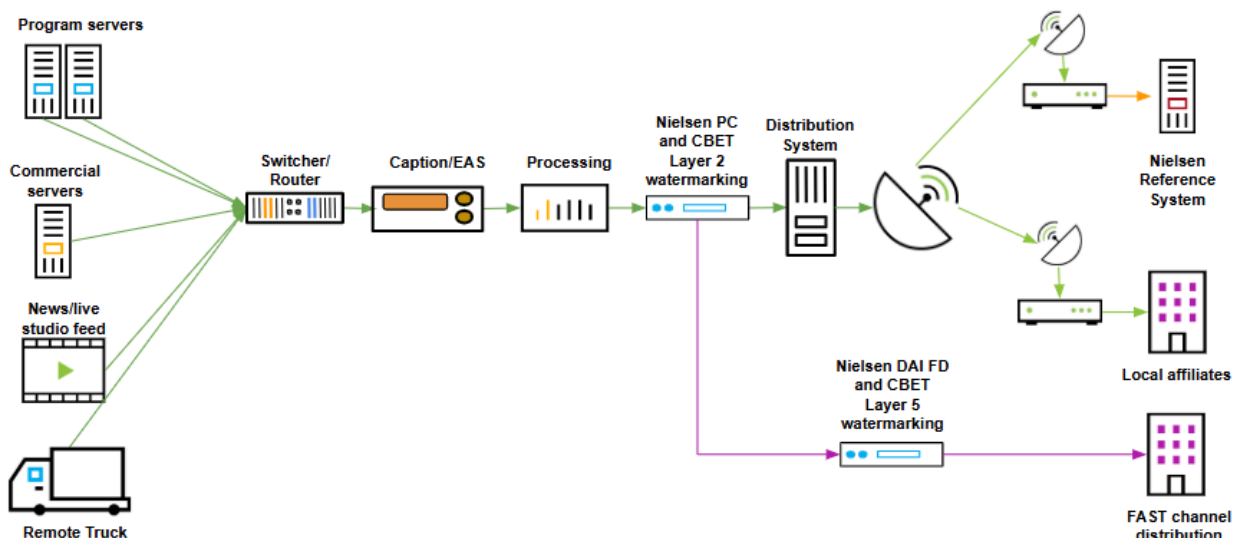 Program servers
Commercial
servers
News/live
studio feed
Remote Truck
Switcher/
Router
Caption/EAS
Processing
Nielsen PC
and CBET
Layer 2
watermarking
Distribution
System
Nielsen
Reference
System
Local affiliates
Nielsen DAI FD
and CBET
Layer 5
watermarking
FAST channel
distribution